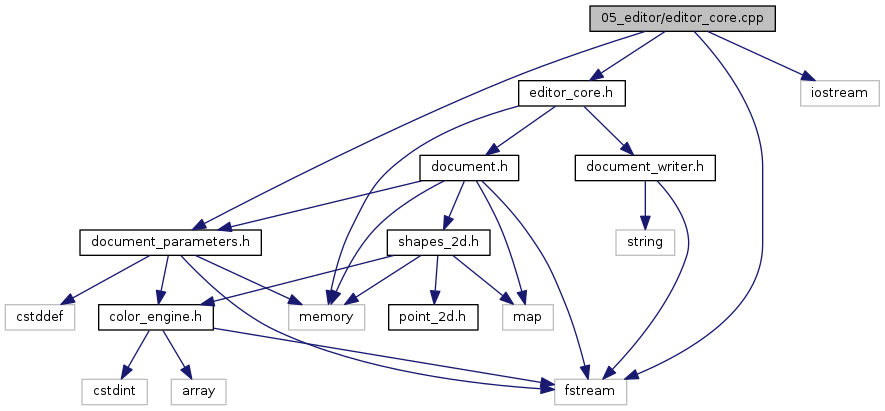 05_editor/editor_core.cpp
editor_core.h
iostream
document.h
document_writer.h
document_parameters.h
shapes_2d.h
string
cstddef
color_engine.h
memory
point_2d.h
map
cstdint
array
fstream